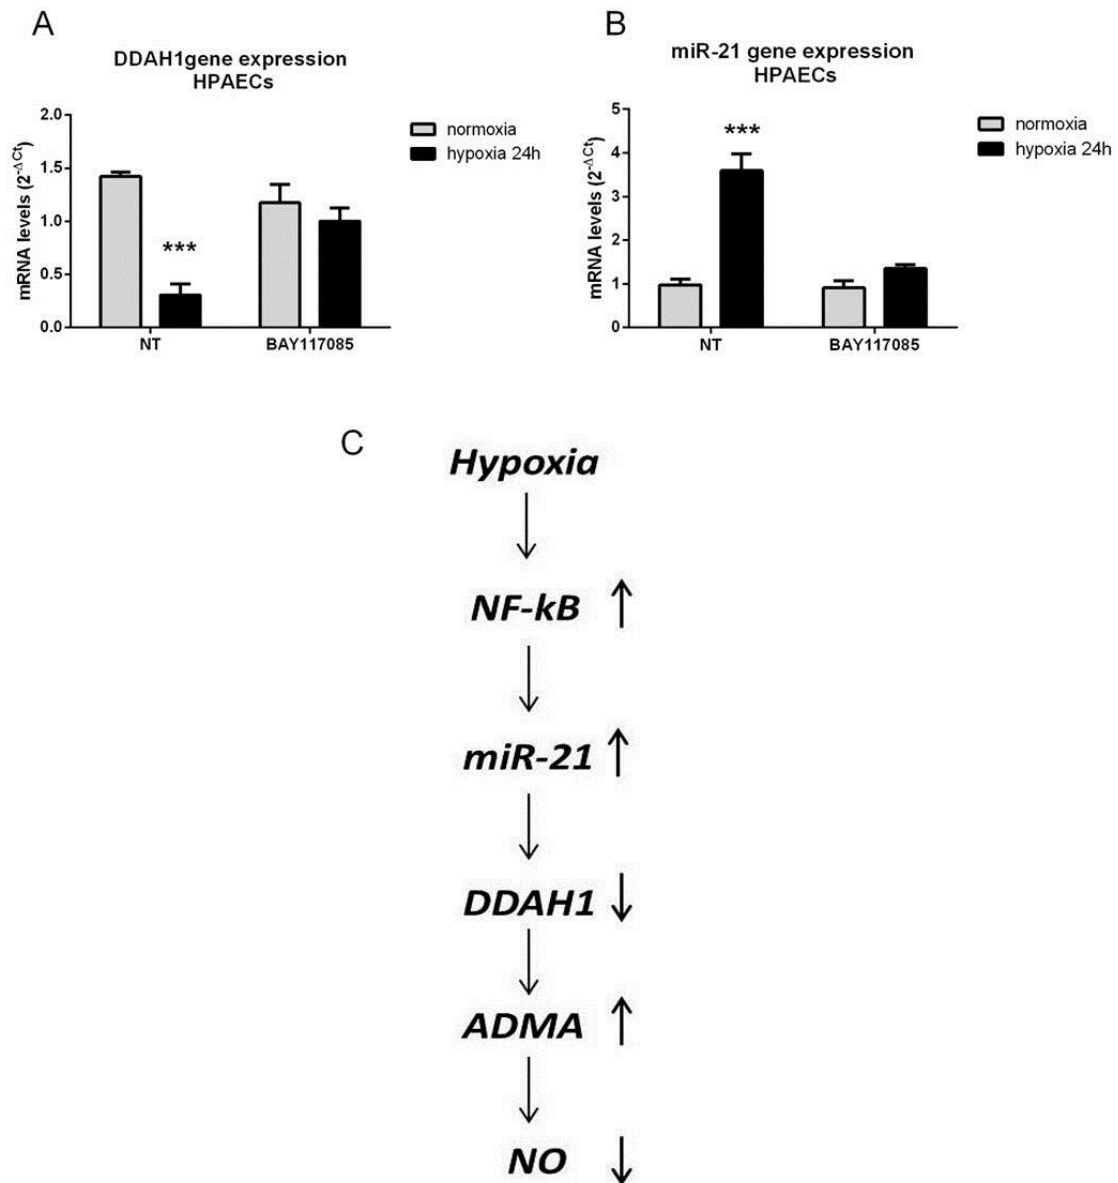 A
DDAH1gene expression
HPAECs
mRNA levels (2-ΔCt)
2.0
1.5
1.0
0.5
0.0
***
NT
BAY117085
normoxia
hypoxia 24h
B
miR-21 gene expression
HPAECs
mRNA levels (2-ΔCt)
5
4
3
2
1
0
***
NT
BAY117085
normoxia
hypoxia 24h
C
Hypoxia
↓
NF-kB ↑
↓
miR-21 ↑
↓
DDAH1 ↓
↓
ADMA ↑
↓
NO ↓